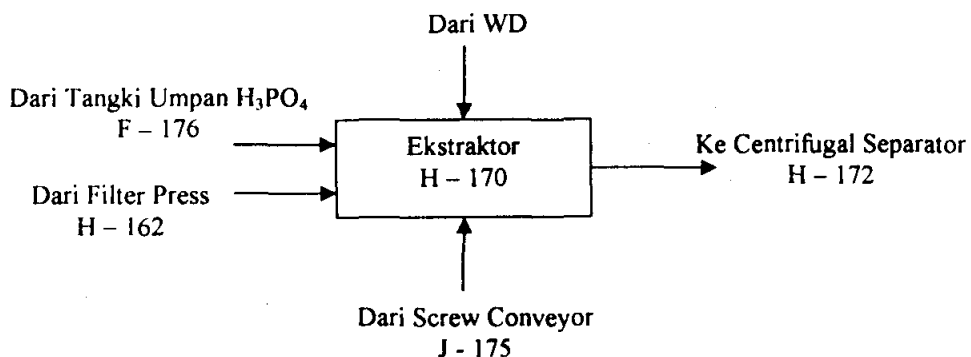 Dari WD
Dari Tangki Umpan H₃PO₄
F – 176
Dari Filter Press
H – 162
Ekstraktor
H – 170
Ke Centrifugal Separator
H – 172
Dari Screw Conveyor
J - 175